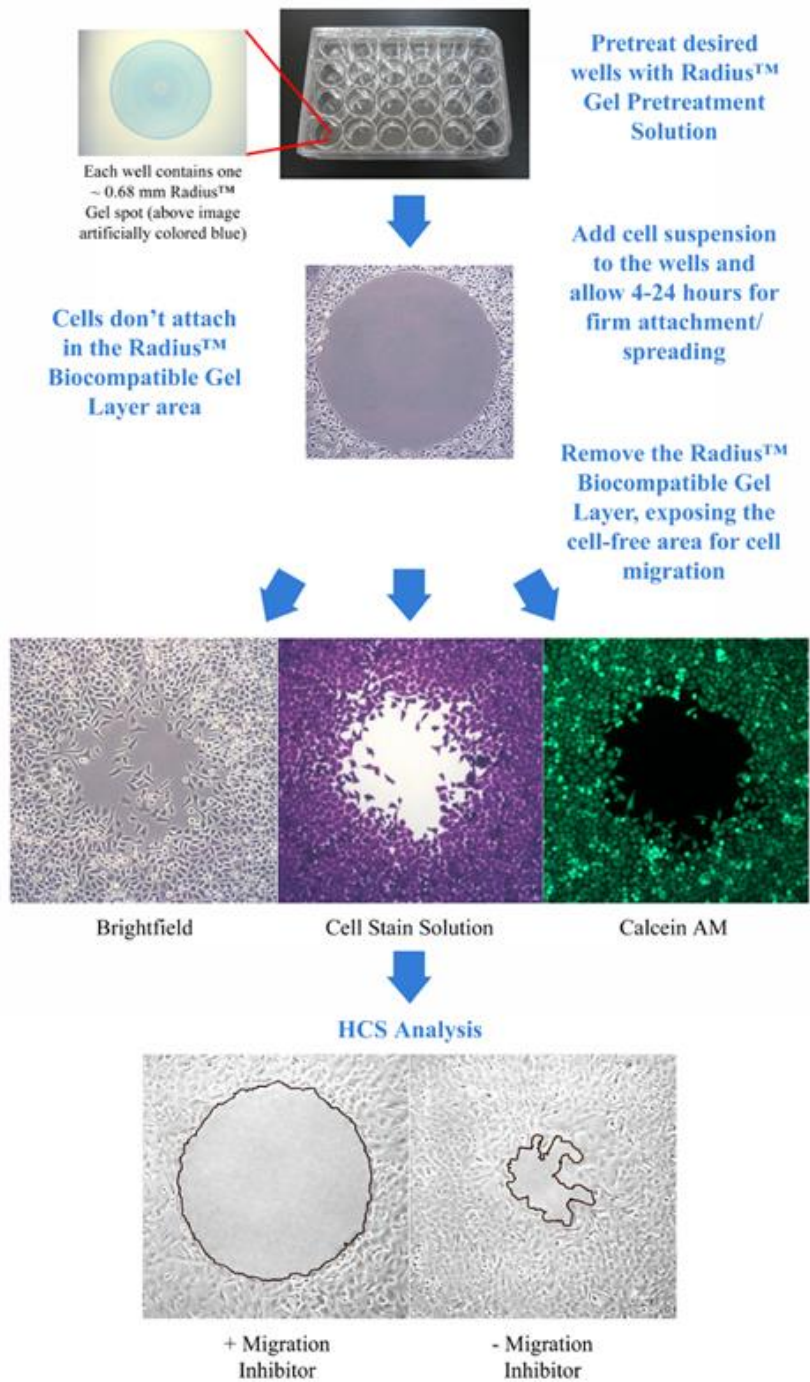 Pretreat desired
wells with Radius™
Gel Pretreatment
Solution
Each well contains one
~ 0.68 mm Radius™
Gel spot (above image
artificially colored blue)
Add cell suspension
to the wells and
allow 4-24 hours for
firm attachment/
spreading
Cells don’t attach
in the Radius™
Biocompatible Gel
Layer area
Remove the Radius™
Biocompatible Gel
Layer, exposing the
cell-free area for cell
migration
Brightfield
Cell Stain Solution
Calcein AM
HCS Analysis
+ Migration
Inhibitor
- Migration
Inhibitor